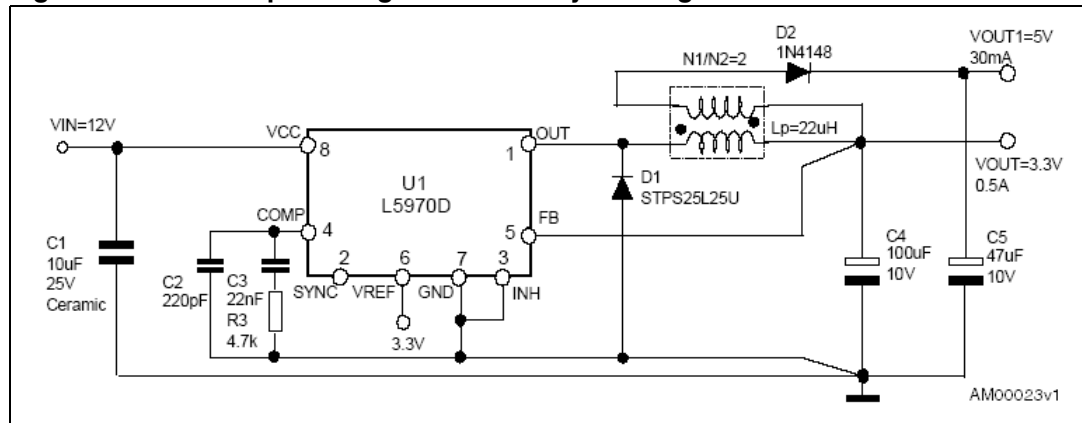 D2
1N4148
VOUT1=5V
30mA
N1/N2=2
VIN=12V
VCC
8
OUT
1
Lp=22uH
U1
L5970D
D1
STPS25L25U
VOUT=3.3V
0.5A
COMP
4
FB
5
C1
10uF
25V
Ceramic
2
6
7
3
SYNC
VREF
GND
INH
C2
220pF
C3
22nF
R3
4.7k
3.3V
C4
100uF
10V
C5
47uF
10V
AM00023v1